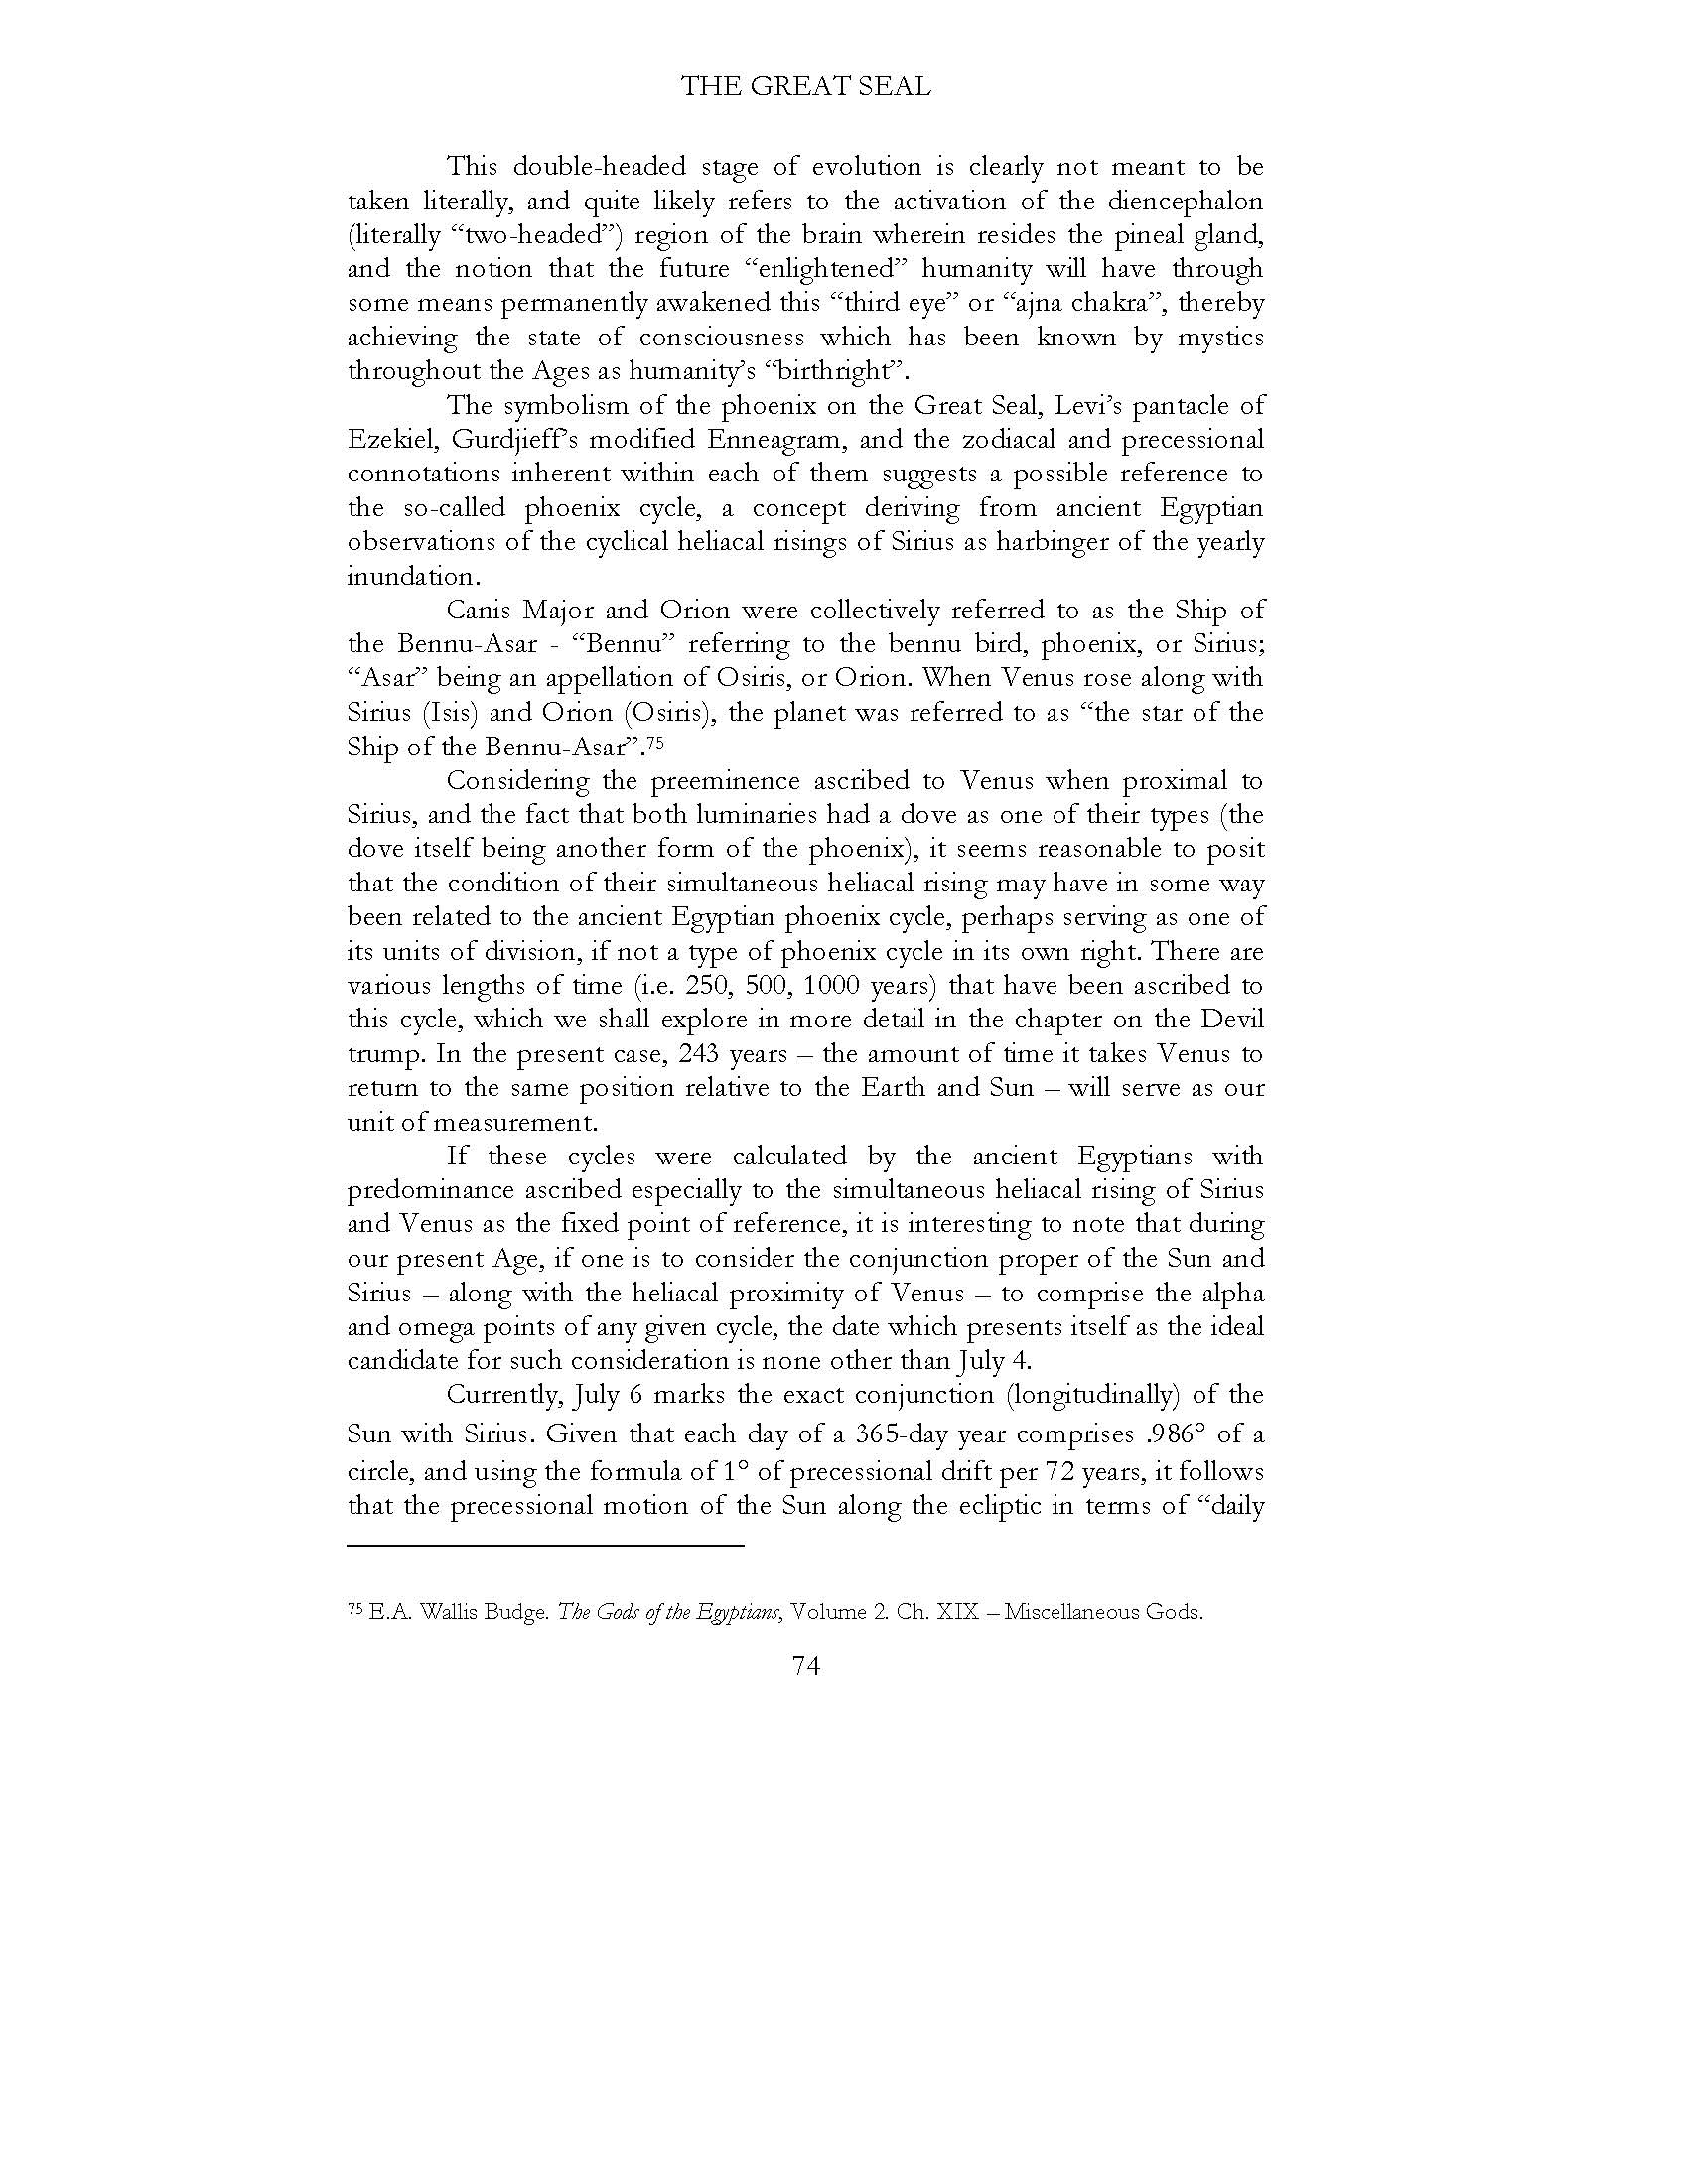 THE GREAT SEAL
This double-headed stage of evolution is clearly not meant to be
taken literally, and quite likely refers to the activation of the diencephalon
(literally “two-headed”) region of the brain wherein resides the pineal gland,
and the notion that the future “enlightened” humanity will have through
some means permanently awakened this “third eye” or “ajna chakra”, thereby
achieving the state of consciousness which has been known by mystics
throughout the Ages as humanity’s “birthright”.
The symbolism of the phoenix on the Great Seal, Levi’s pantacle of
Ezekiel, Gurdjieff’s modified Enneagram, and the zodiacal and precessional
connotations inherent within each of them suggests a possible reference to
the so-called phoenix cycle, a concept deriving from ancient Egyptian
observations of the cyclical heliacal risings of Sirius as harbinger of the yearly
inundation.
Canis Major and Orion were collectively referred to as the Ship of
the Bennu-Asar - “Bennu” referring to the bennu bird, phoenix, or Sirius;
“Asar” being an appellation of Osiris, or Orion. When Venus rose along with
Sirius (Isis) and Orion (Osiris), the planet was referred to as “the star of the
Ship of the Bennu-Asar”.75
Considering the preeminence ascribed to Venus when proximal to
Sirius, and the fact that both luminaries had a dove as one of their types (the
dove itself being another form of the phoenix), it seems reasonable to posit
that the condition of their simultaneous heliacal rising may have in some way
been related to the ancient Egyptian phoenix cycle, perhaps serving as one of
its units of division, if not a type of phoenix cycle in its own right. There are
various lengths of time (i.e. 250, 500, 1000 years) that have been ascribed to
this cycle, which we shall explore in more detail in the chapter on the Devil
trump. In the present case, 243 years – the amount of time it takes Venus to
return to the same position relative to the Earth and Sun – will serve as our
unit of measurement.
If these cycles were calculated by the ancient Egyptians with
predominance ascribed especially to the simultaneous heliacal rising of Sirius
and Venus as the fixed point of reference, it is interesting to note that during
our present Age, if one is to consider the conjunction proper of the Sun and
Sirius – along with the heliacal proximity of Venus – to comprise the alpha
and omega points of any given cycle, the date which presents itself as the ideal
candidate for such consideration is none other than July 4.
Currently, July 6 marks the exact conjunction (longitudinally) of the
Sun with Sirius. Given that each day of a 365-day year comprises .986° of a
circle, and using the formula of 1° of precessional drift per 72 years, it follows
that the precessional motion of the Sun along the ecliptic in terms of “daily
75 E.A. Wallis Budge. The Gods of the Egyptians, Volume 2. Ch. XIX – Miscellaneous Gods.
74